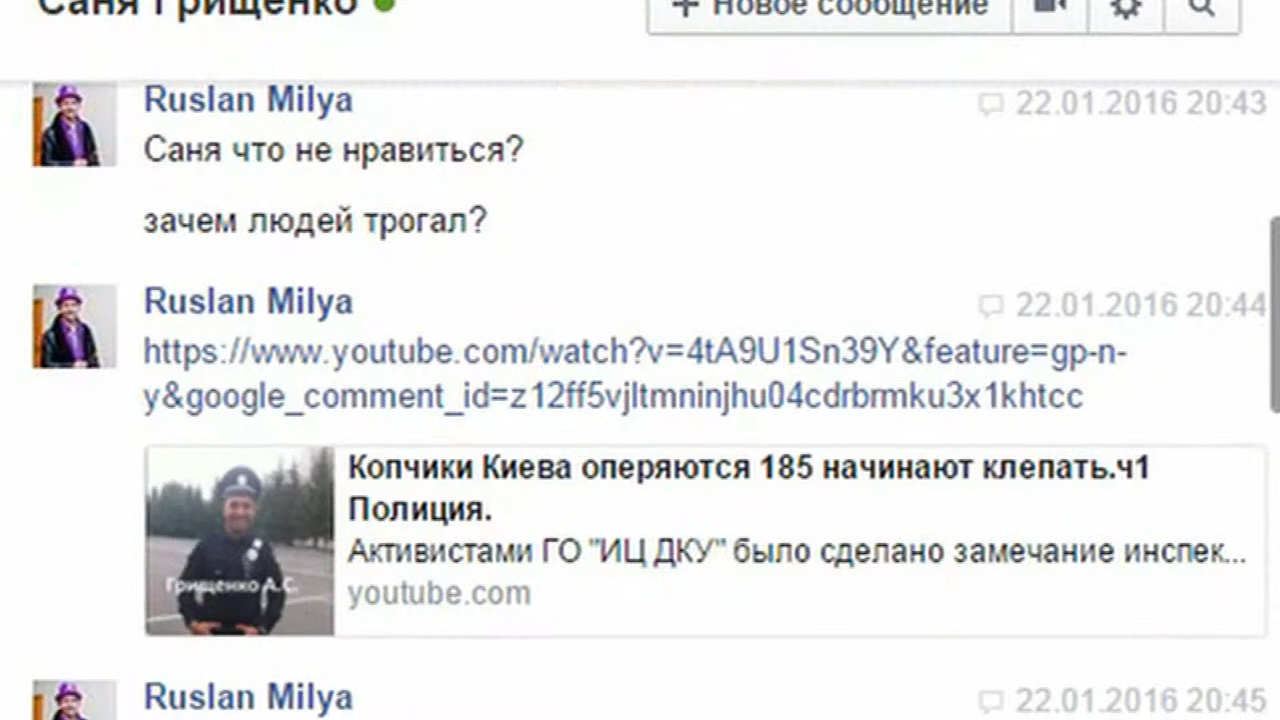 Саня Грищенко
+ Новое сообщение
Ruslan Milya
22.01.2016 20:43
Саня что не нравиться?
зачем людей трогал?
Ruslan Milya
22.01.2016 20:44
https://www.youtube.com/watch?v=4tA9U1Sn39Y&feature=gp-n-
y&google_comment_id=z12ff5vjltmninjhu04cdrbrmku3x1khtcc
Копчики Киева оперяются 185 начинают клепать.ч1
Полиция.
Активистами ГО "ИЦ ДКУ" было сделано замечание инспек...
youtube.com
Грищенко А.С.
Ruslan Milya
22.01.2016 20:45